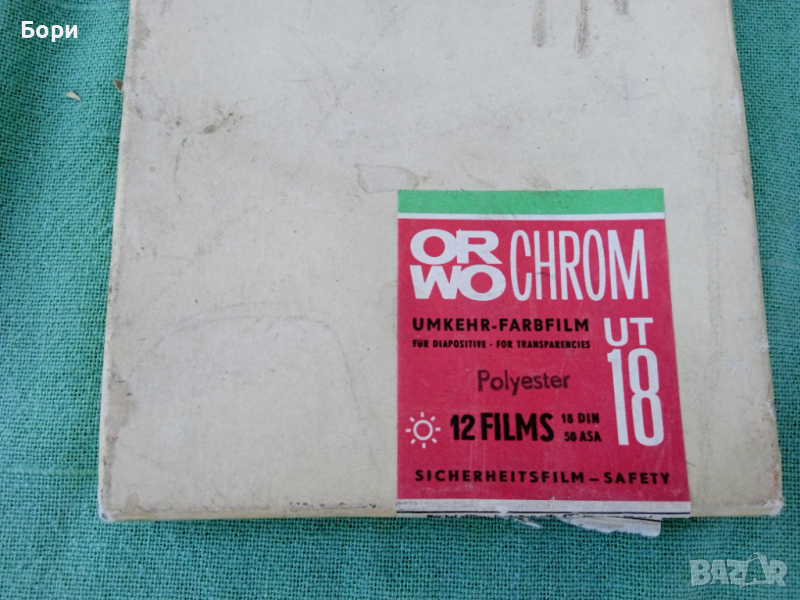 Бори
ORWO CHROM
UMKEHR-FARBFILM
FÜR DIAPOSITIVE · FOR TRANSPARENCIES
UT 18
Polyester
12 FILMS 18 DIN
50 ASA
SICHERHEITSFILM – SAFETY
BAZAR